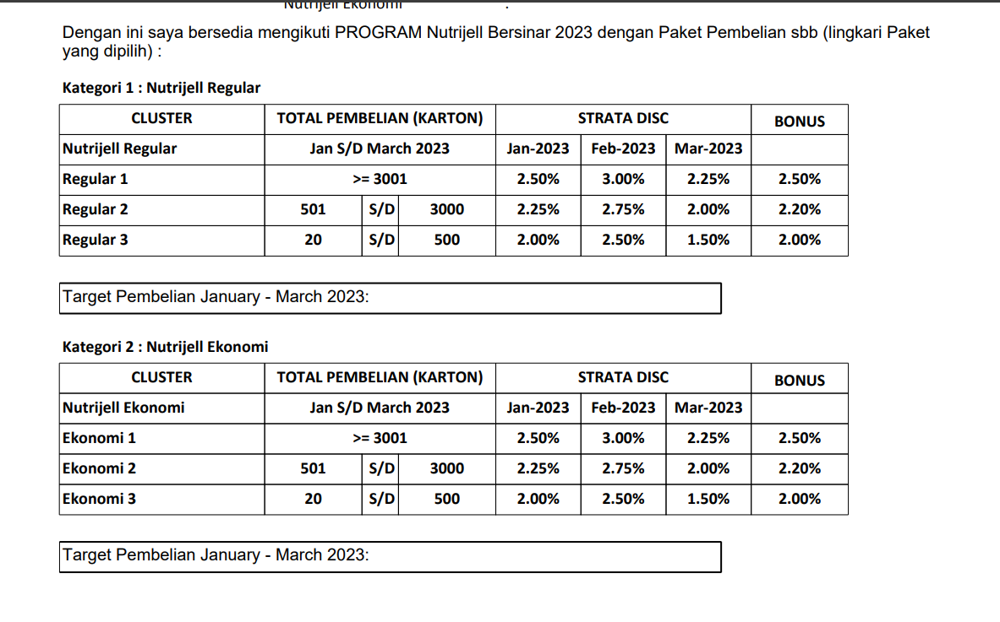 Nutrijell Ekonomi :
Dengan ini saya bersedia mengikuti PROGRAM Nutrijell Bersinar 2023 dengan Paket Pembelian sbb (lingkari Paket
yang dipilih) :
Kategori 1 : Nutrijell Regular
CLUSTER TOTAL PEMBELIAN (KARTON) STRATA DISC BONUS
Nutrijell Regular Jan S/D March 2023 Jan-2023 Feb-2023 Mar-2023
Regular 1 >= 3001 2.50% 3.00% 2.25% 2.50%
Regular 2 501 S/D 3000 2.25% 2.75% 2.00% 2.20%
Regular 3 20 S/D 500 2.00% 2.50% 1.50% 2.00%
Target Pembelian January - March 2023:
Kategori 2 : Nutrijell Ekonomi
CLUSTER TOTAL PEMBELIAN (KARTON) STRATA DISC BONUS
Nutrijell Ekonomi Jan S/D March 2023 Jan-2023 Feb-2023 Mar-2023
Ekonomi 1 >= 3001 2.50% 3.00% 2.25% 2.50%
Ekonomi 2 501 S/D 3000 2.25% 2.75% 2.00% 2.20%
Ekonomi 3 20 S/D 500 2.00% 2.50% 1.50% 2.00%
Target Pembelian January - March 2023: